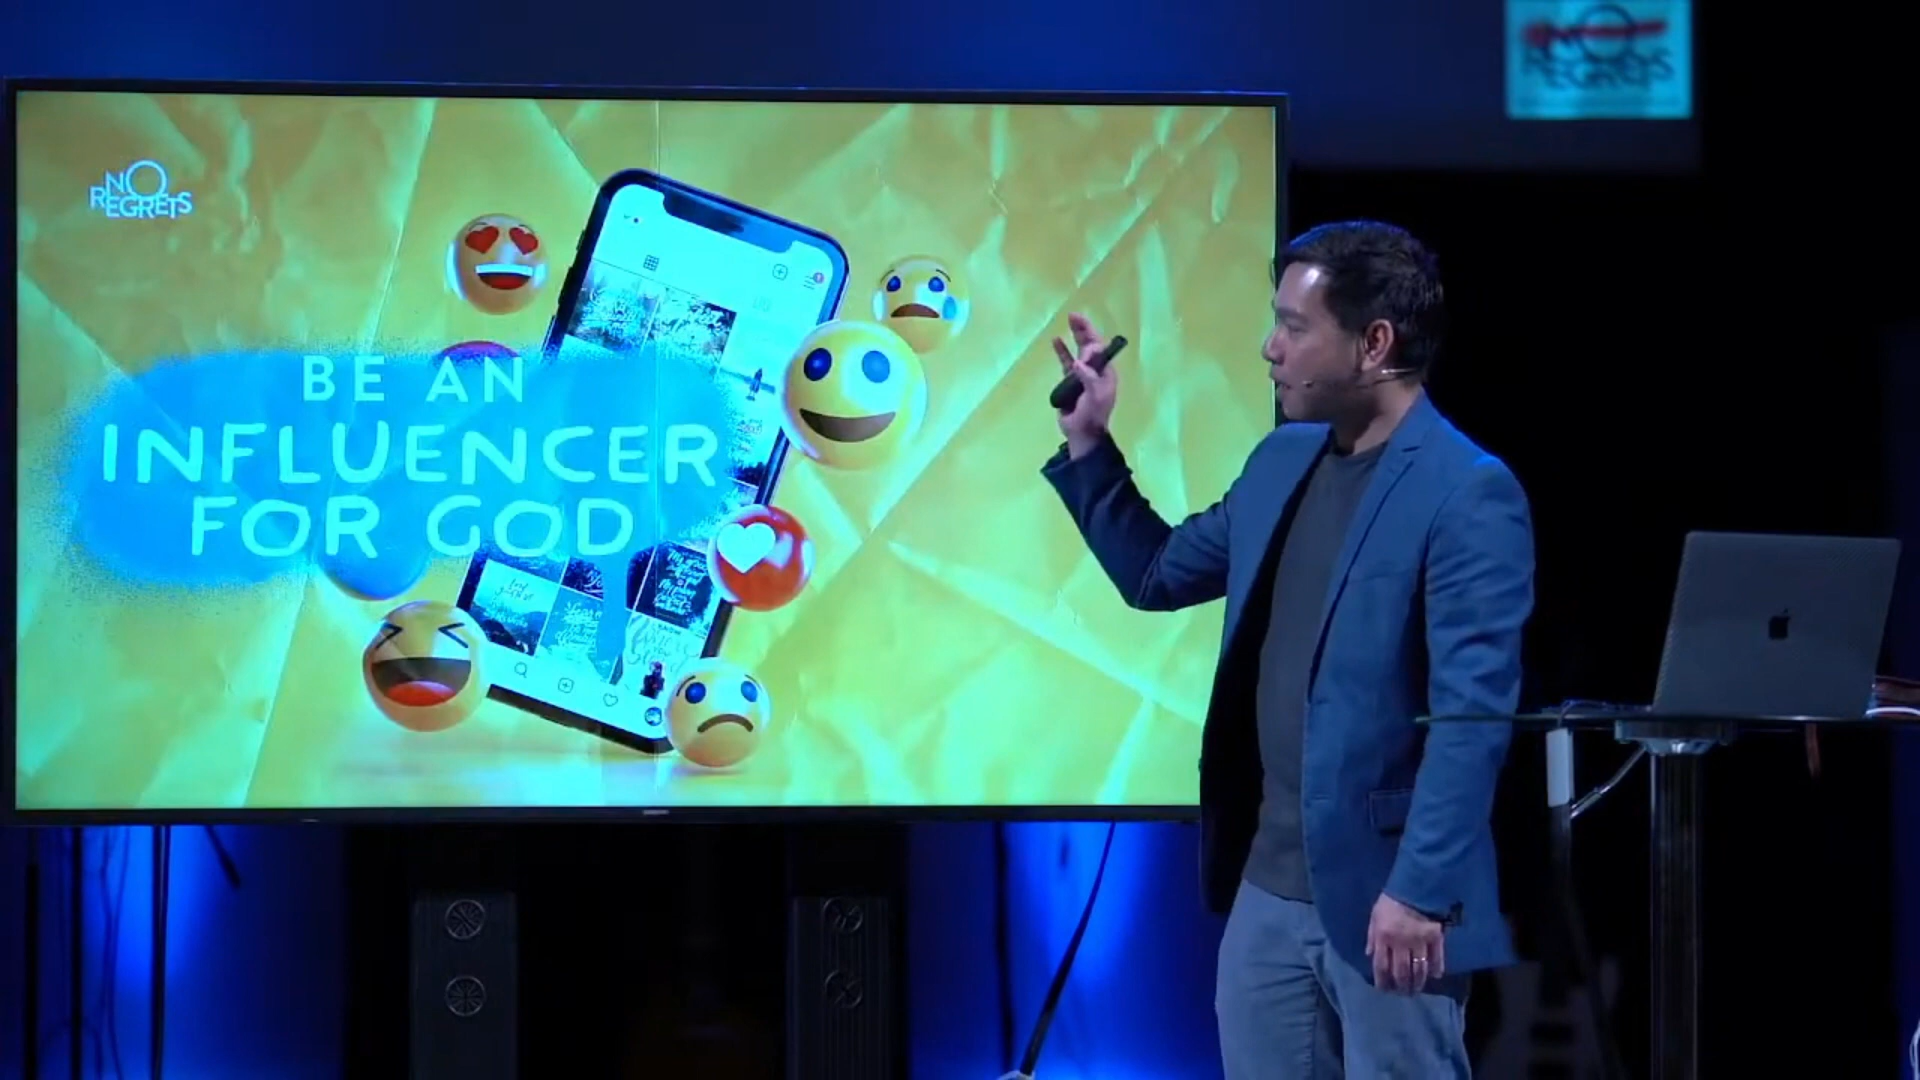 NO
REGRETS
BE AN
INFLUENCER
FOR GOD
NO
REGRETS